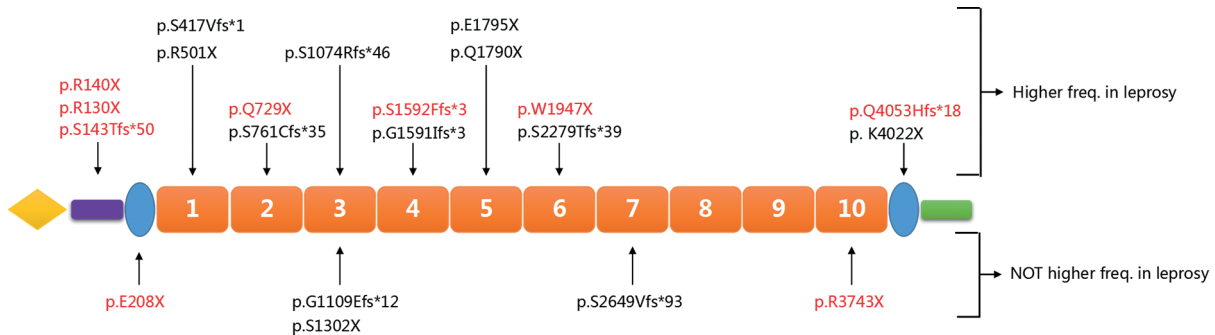 p.S417Vfs*1
p.R501X
p.S1074Rfs*46
p.E1795X
p.Q1790X
p.R140X
p.R130X
p.S143Tfs*50
p.Q729X
p.S761Cfs*35
p.S1592Ffs*3
p.G1591Ifs*3
p.W1947X
p.S2279Tfs*39
p.Q4053Hfs*18
p. K4022X
Higher freq. in leprosy
1 2 3 4 5 6 7 8 9 10
p.E208X
p.G1109Efs*12
p.S1302X
p.S2649Vfs*93
p.R3743X
NOT higher freq. in leprosy